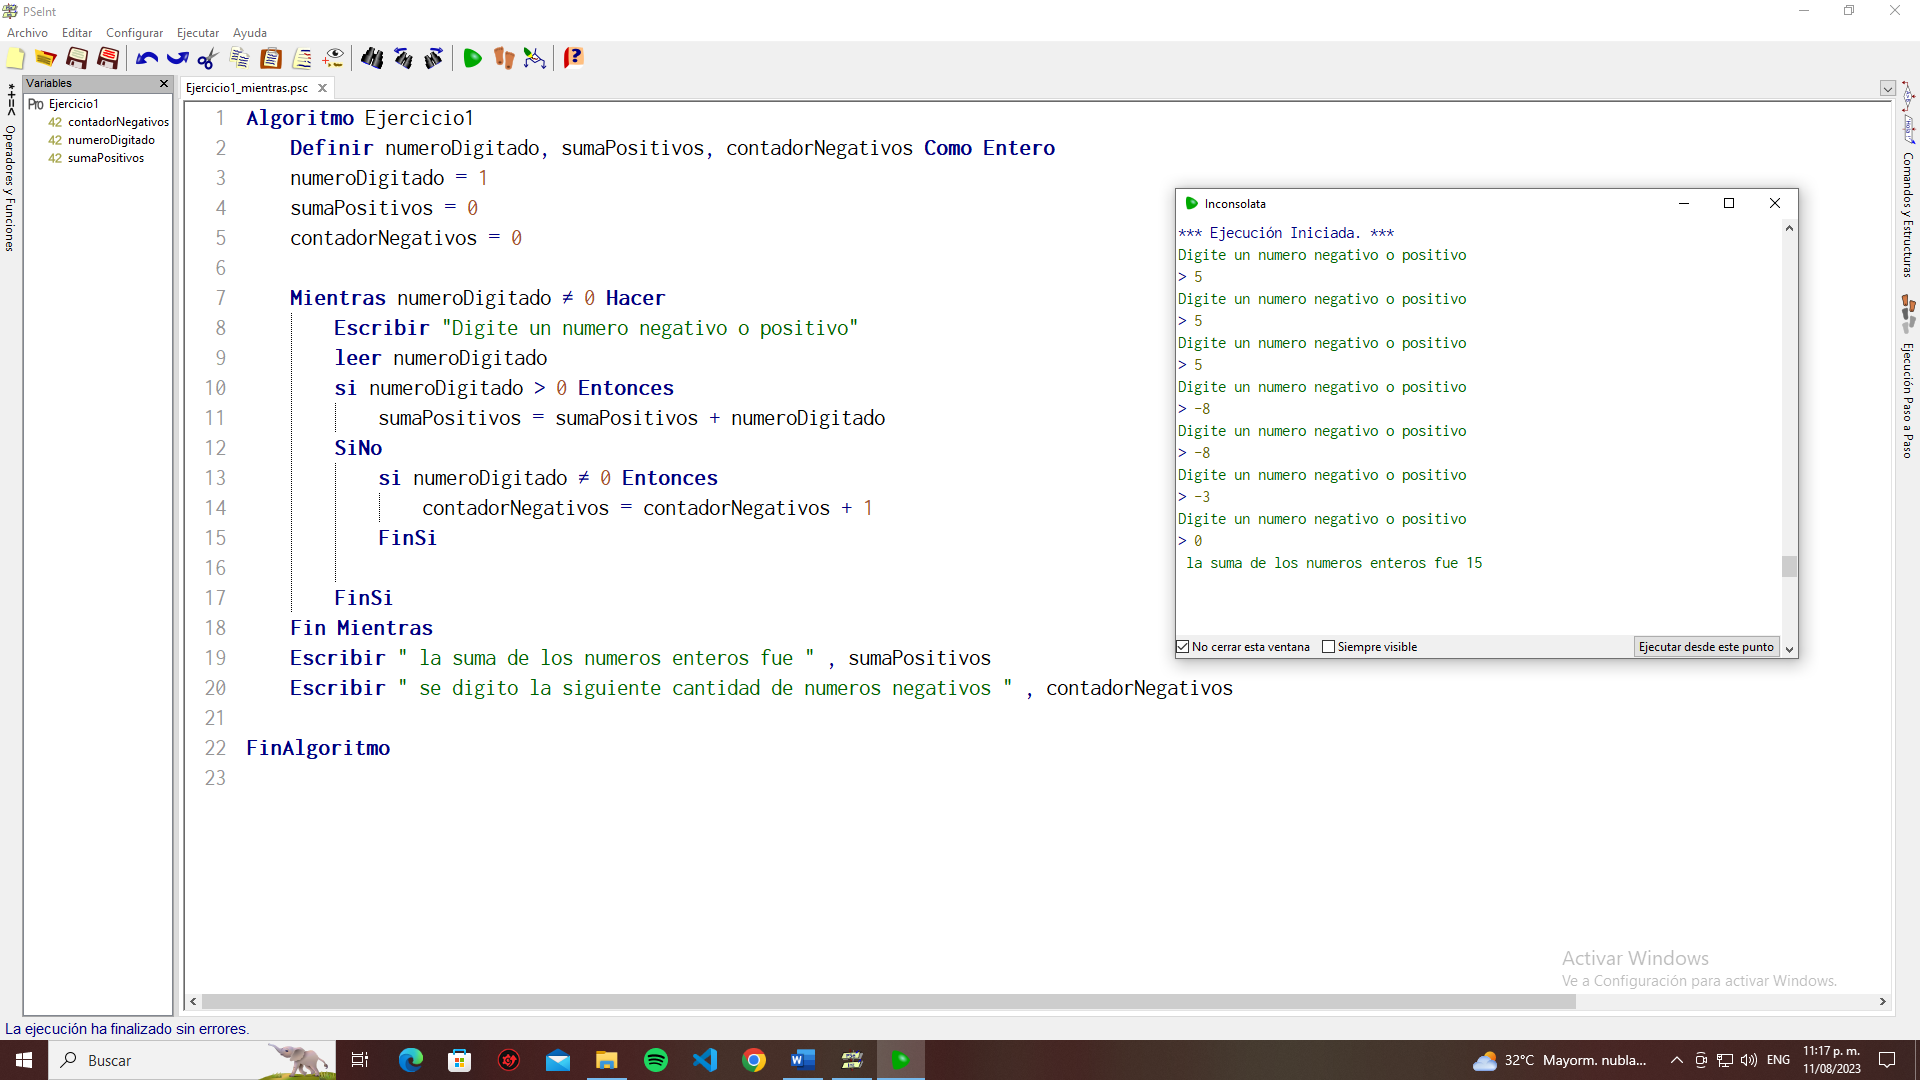 PSeInt
Archivo Editar Configurar Ejecutar Ayuda
Variables
Ejercicio1_mientras.psc
Pro Ejercicio1
42 contadorNegativos
42 numeroDigitado
42 sumaPositivos
*+=< Operadores y Funciones
1 Algoritmo Ejercicio1
2 Definir numeroDigitado, sumaPositivos, contadorNegativos Como Entero
3 numeroDigitado = 1
4 sumaPositivos = 0
5 contadorNegativos = 0
6
7 Mientras numeroDigitado ≠ 0 Hacer
8 Escribir "Digite un numero negativo o positivo"
9 leer numeroDigitado
10 si numeroDigitado > 0 Entonces
11 sumaPositivos = sumaPositivos + numeroDigitado
12 SiNo
13 si numeroDigitado ≠ 0 Entonces
14 contadorNegativos = contadorNegativos + 1
15 FinSi
16
17 FinSi
18 Fin Mientras
19 Escribir " la suma de los numeros enteros fue " , sumaPositivos
20 Escribir " se digito la siguiente cantidad de numeros negativos " , contadorNegativos
21
22 FinAlgoritmo
23
Inconsolata
*** Ejecución Iniciada. ***
Digite un numero negativo o positivo
> 5
Digite un numero negativo o positivo
> 5
Digite un numero negativo o positivo
> 5
Digite un numero negativo o positivo
> -8
Digite un numero negativo o positivo
> -8
Digite un numero negativo o positivo
> -3
Digite un numero negativo o positivo
> 0
la suma de los numeros enteros fue 15
No cerrar esta ventana Siempre visible Ejecutar desde este punto
Comandos y Estructuras
Ejecución Paso a Paso
Activar Windows
Ve a Configuración para activar Windows.
La ejecución ha finalizado sin errores.
Buscar
32°C Mayorm. nubla... ENG 11:17 p. m.
11/08/2023